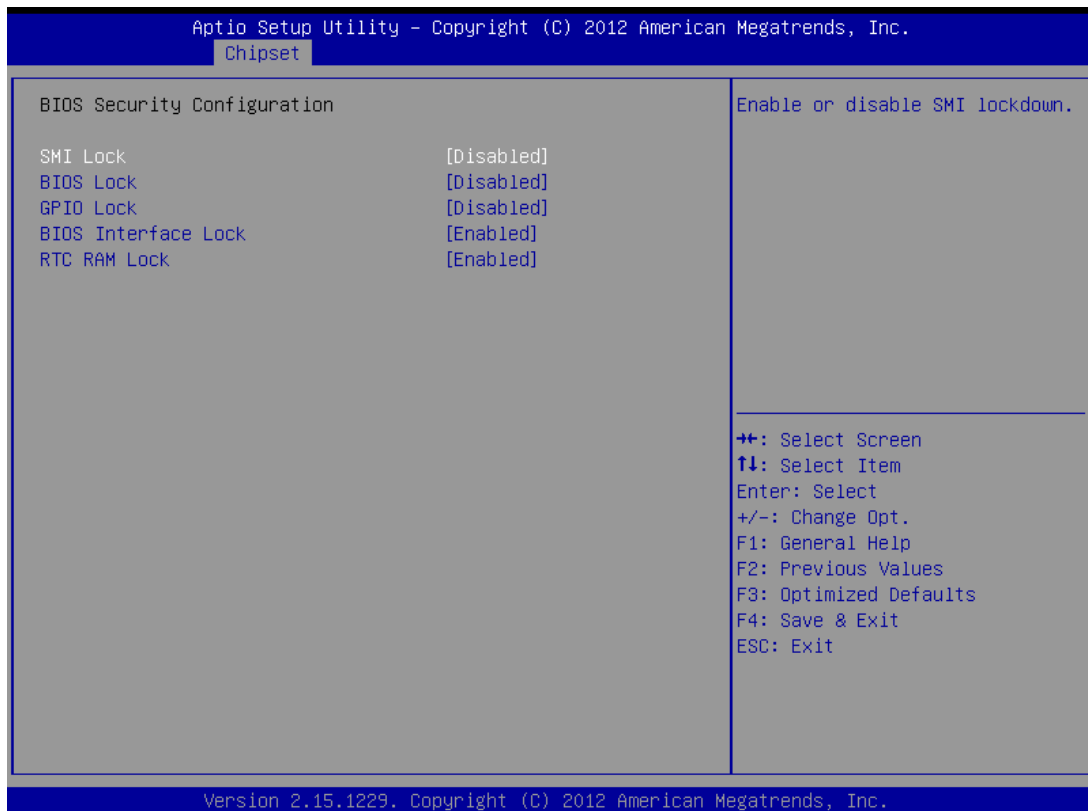 Aptio Setup Utility – Copyright (C) 2012 American Megatrends, Inc.
Chipset
BIOS Security Configuration
SMI Lock [Disabled]
BIOS Lock [Disabled]
GPIO Lock [Disabled]
BIOS Interface Lock [Enabled]
RTC RAM Lock [Enabled]
Enable or disable SMI lockdown.
→←: Select Screen
↑↓: Select Item
Enter: Select
+/-: Change Opt.
F1: General Help
F2: Previous Values
F3: Optimized Defaults
F4: Save & Exit
ESC: Exit
Version 2.15.1229. Copyright (C) 2012 American Megatrends, Inc.